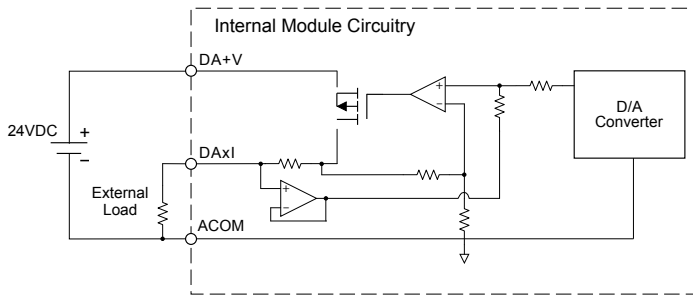 Internal Module Circuitry
DA+V
+
−
D/A
Converter
24VDC
+
−
DAxI
External
Load
+
−
ACOM